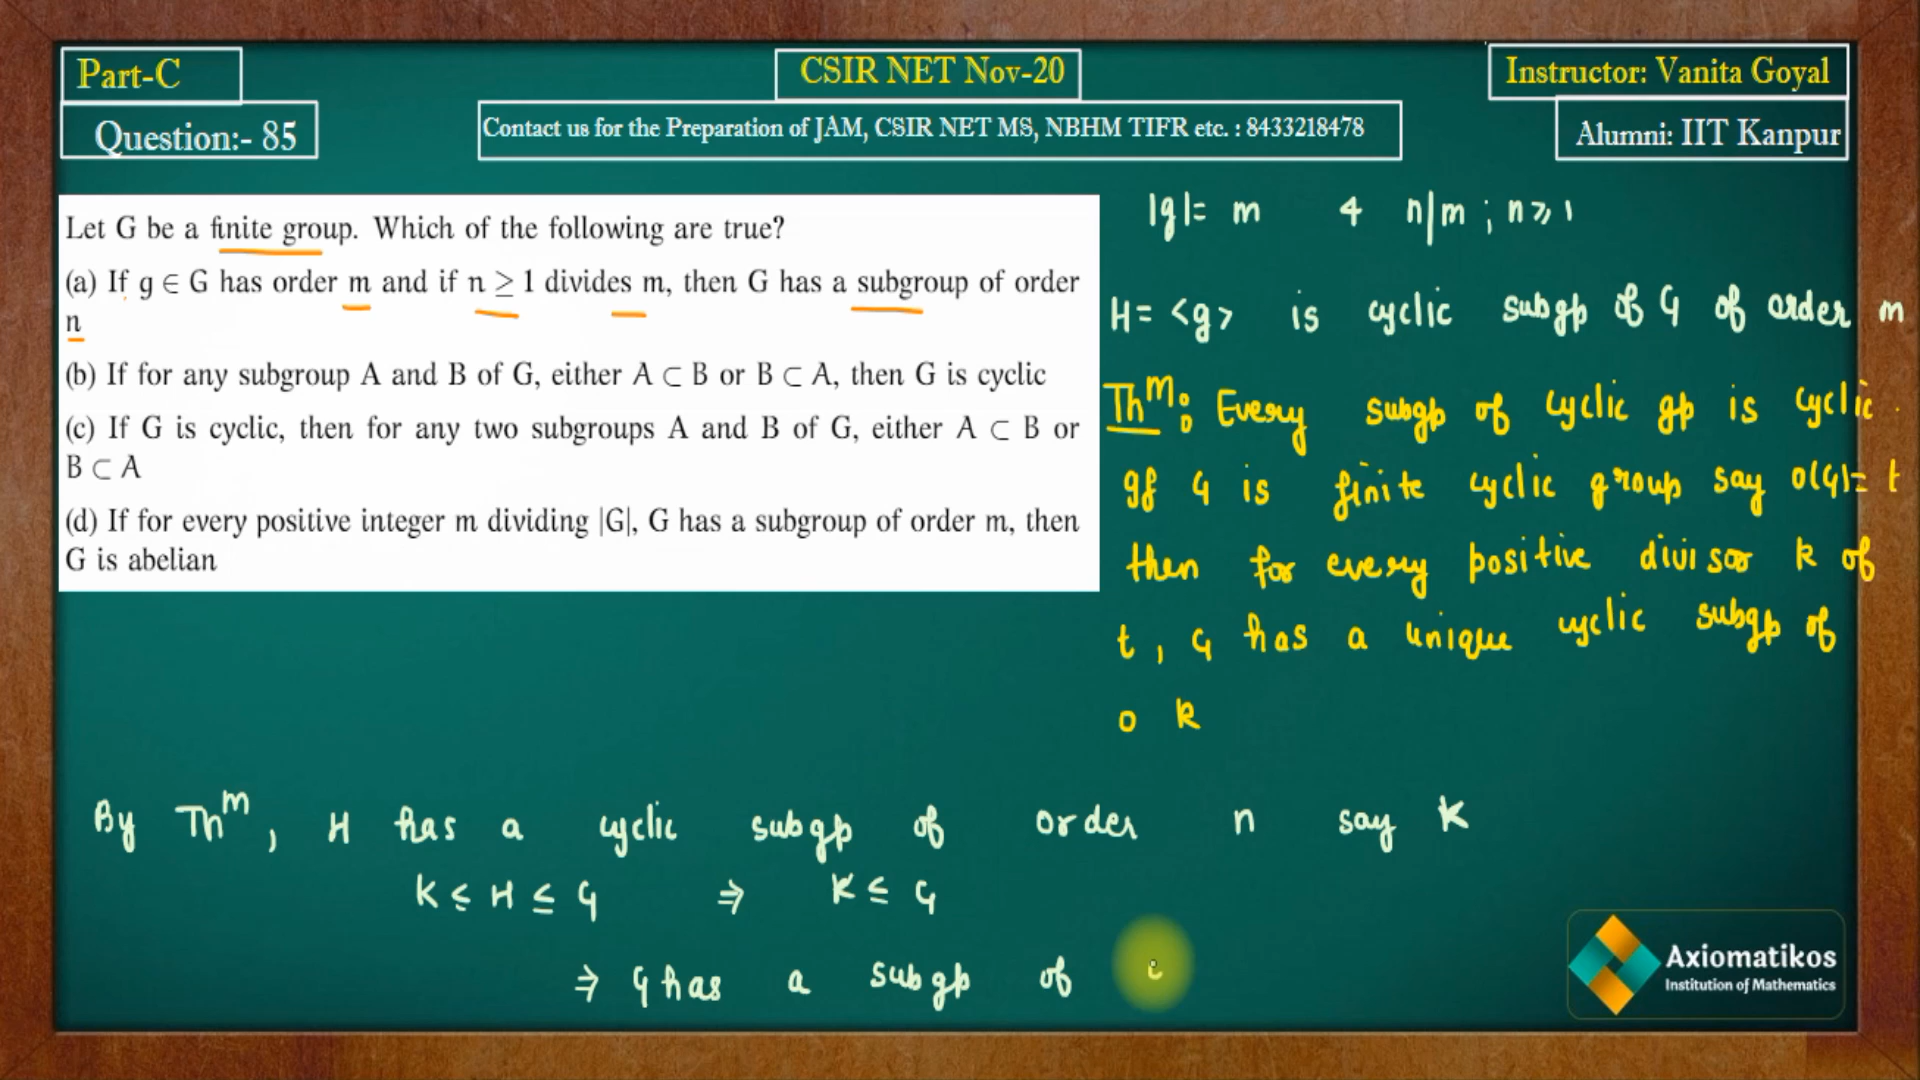 Part-C
CSIR NET Nov-20
Instructor: Vanita Goyal
Question:- 85
Contact us for the Preparation of JAM, CSIR NET MS, NBHM TIFR etc. : 8433218478
Alumni: IIT Kanpur
Let G be a finite group. Which of the following are true?
(a) If g ∈ G has order m and if n ≥ 1 divides m, then G has a subgroup of order
n
(b) If for any subgroup A and B of G, either A ⊂ B or B ⊂ A, then G is cyclic
(c) If G is cyclic, then for any two subgroups A and B of G, either A ⊂ B or
B ⊂ A
(d) If for every positive integer m dividing |G|, G has a subgroup of order m, then
G is abelian
|g|= m & n|m ; n≥1
H= <g> is cyclic subgp of G of order m
Thm: Every subgp of cyclic gp is cyclic.
If G is finite cyclic group say O(G)= t
then for every positive divisor k of
t, G has a unique cyclic subgp of
o k
By Thm, H has a cyclic subgp of order n say K
K ≤ H ≤ G ⇒ K ≤ G
⇒ G has a subgp of
Axiomatikos
Institution of Mathematics